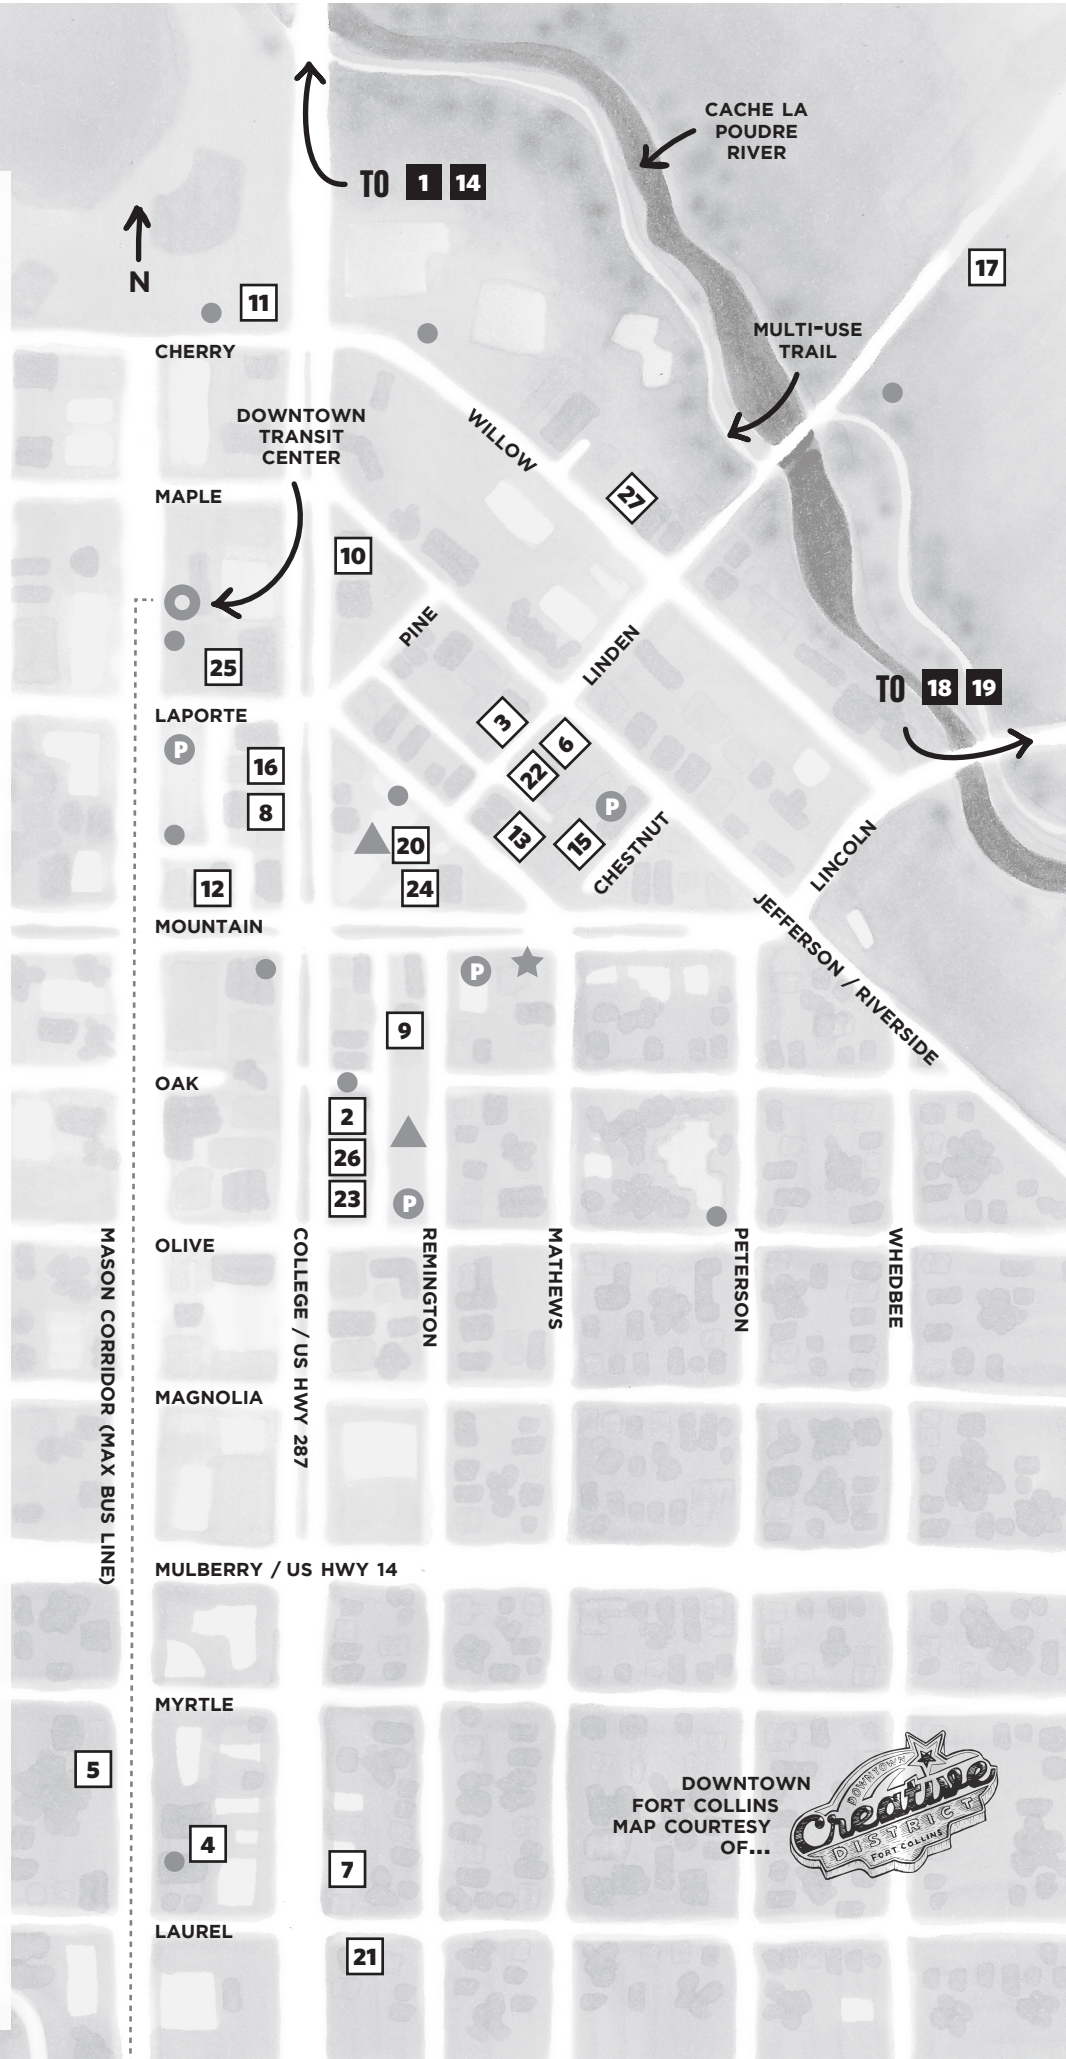 CACHE LA
POUDRE
RIVER
TO 1 14
N
17
11
CHERRY
MULTI-USE
TRAIL
DOWNTOWN
TRANSIT
CENTER
WILLOW
MAPLE
27
10
PINE
LINDEN
25
TO 18 19
LAPORTE
3
6
P
16
22
8
P
13
15
20
CHESTNUT
LINCOLN
12
24
MOUNTAIN
JEFFERSON / RIVERSIDE
P
9
OAK
2
26
23
P
OLIVE
MASON CORRIDOR (MAX BUS LINE)
COLLEGE / US HWY 287
REMINGTON
MATHEWS
PETERSON
WHEDBEE
MAGNOLIA
MULBERRY / US HWY 14
MYRTLE
5
DOWNTOWN
FORT COLLINS
MAP COURTESY
OF...
DOWNTOWN
Creative
DISTRICT
FORT COLLINS
4
7
LAUREL
21